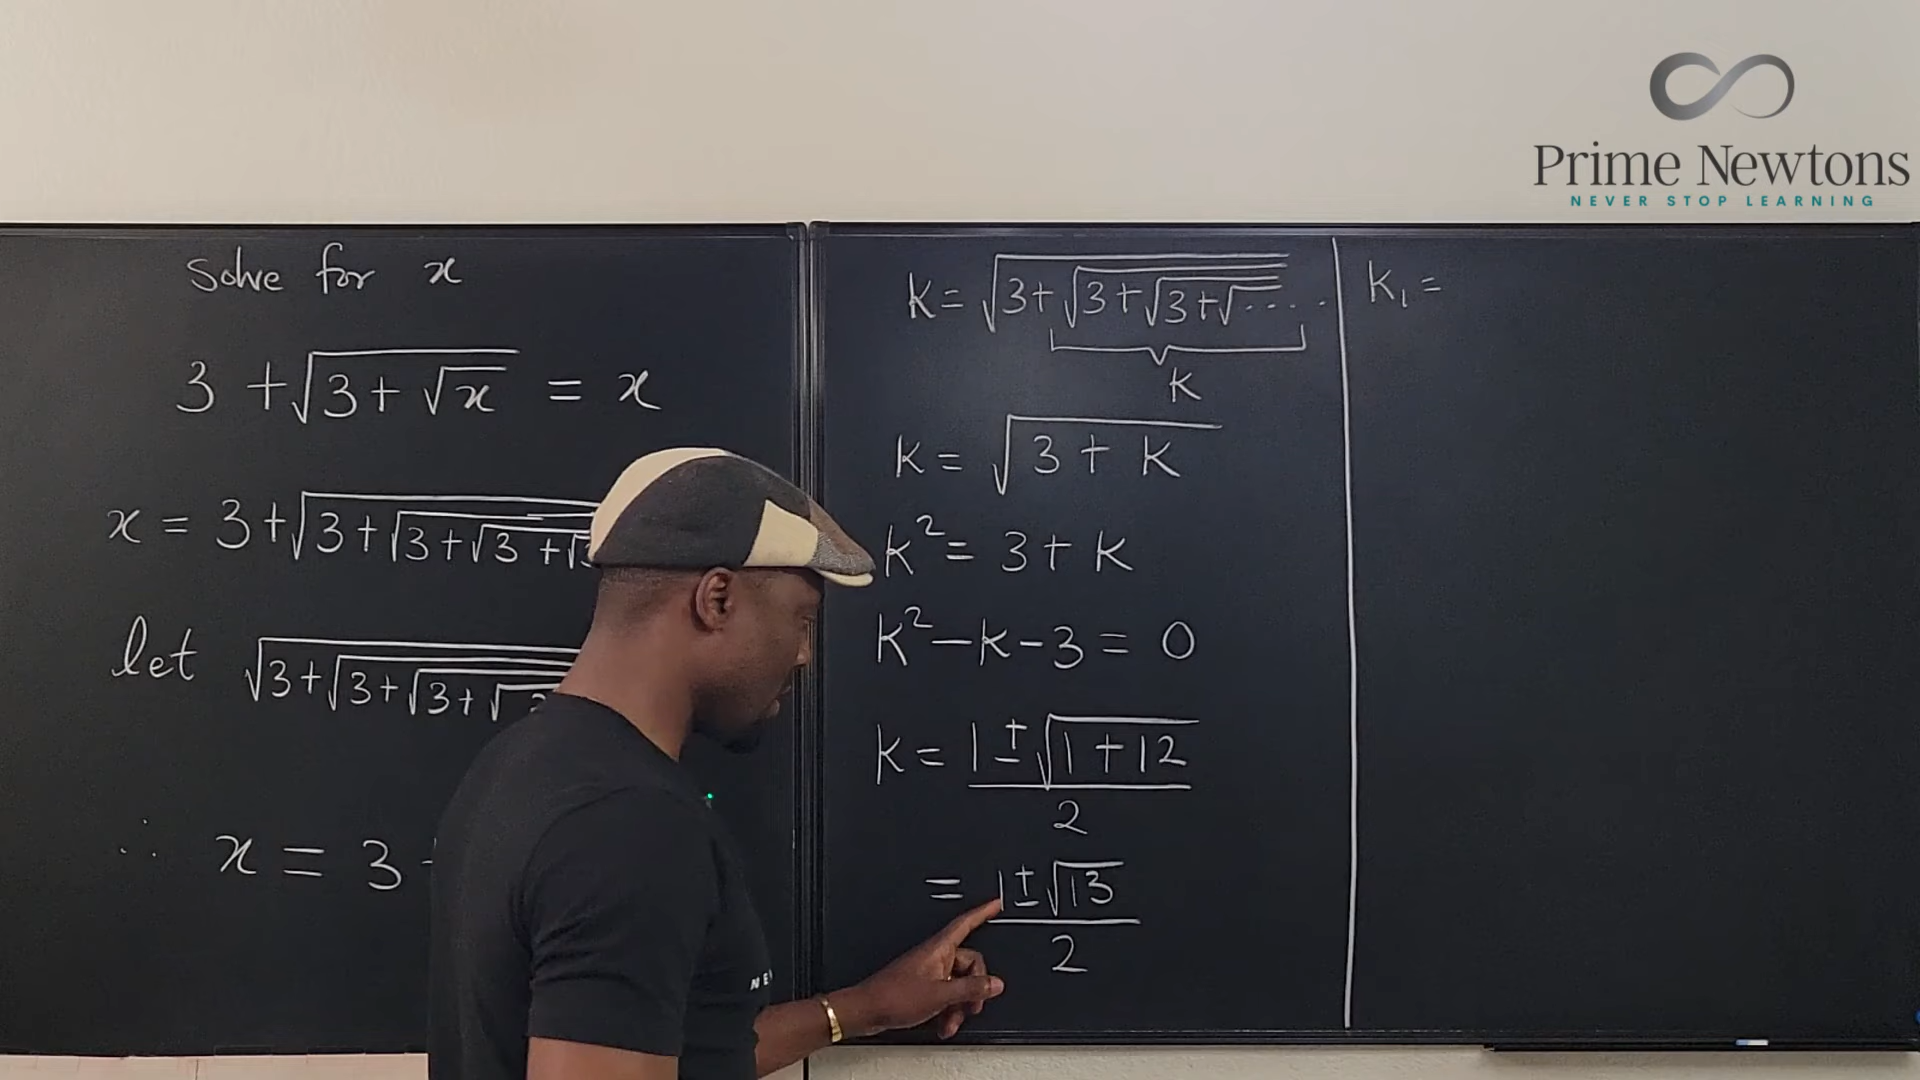 Prime Newtons
NEVER STOP LEARNING
Solve for x
3 + √(3 + √x) = x
x = 3 + √(3 + √(3 + √(3 + √
let √(3 + √(3 + √(3 + √
∴ x = 3
k = √(3 + √(3 + √(3 + √....
k
k = √(3 + k)
k² = 3 + k
k² - k - 3 = 0
k = (1 ± √(1 + 12))/2
= (1 ± √13)/2
k₁ =